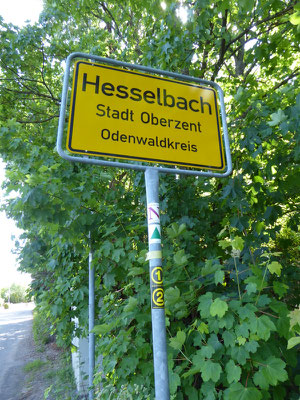 Hesselbach
Stadt Oberzent
Odenwaldkreis
1
2